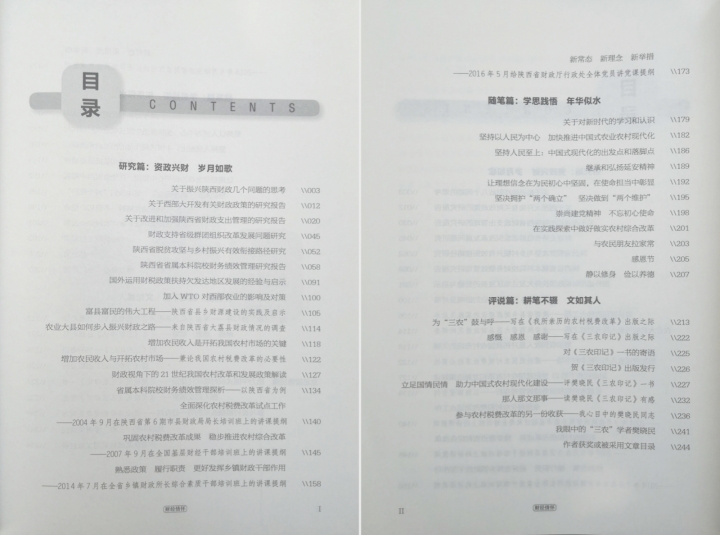 目
录
CONTENTS
研究篇：资政兴财 岁月如歌
关于振兴陕西财政几个问题的思考 \\003
关于西部大开发有关财政政策的研究报告 \\012
关于改进和加强陕西省财政支出管理的研究报告 \\020
财政支持省级群团组织改革发展问题研究 \\045
陕西省脱贫攻坚与乡村振兴有效衔接路径研究 \\052
陕西省省属本科院校财务绩效管理研究报告 \\058
国外运用财税政策扶持欠发达地区发展的经验与启示 \\091
加入WTO对西部农业的影响及对策 \\100
富县富民的伟大工程——陕西省县乡财源建设的实践及启示 \\105
农业大县如何步入振兴财政之路——来自陕西省大荔县财政情况的调查 \\114
增加农民收入是开拓我国农村市场的关键 \\118
增加农民收入与开拓农村市场——兼论我国农村税费改革的必要性 \\122
财政视角下的21世纪我国农村改革和发展政策解读 \\127
省属本科院校财务绩效管理探析——以陕西省为例 \\134
全面深化农村税费改革试点工作
——2004年9月在陕西省第6期市县财政局局长培训班上的讲课提纲 \\140
巩固农村税费改革成果 稳步推进农村综合改革
——2007年9月在全国基层财经干部培训班上的讲课提纲 \\145
熟悉政策 履行职责 更好发挥乡镇财政干部作用
——2014年7月在全省乡镇财政所长综合素质干部培训班上的讲课提纲 \\158
I
新常态 新理念 新举措
——2016年5月给陕西省财政厅行政处全体党员讲党课提纲 \\173
随笔篇：学思践悟 年华似水
关于对新时代的学习和认识 \\179
坚持以人民为中心 加快推进中国式农业农村现代化 \\182
坚持人民至上：中国式现代化的出发点和落脚点 \\186
继承和弘扬延安精神 \\189
让理想信念在为民初心中坚固，在使命担当中彰显 \\192
坚决拥护“两个确立” 坚决做到“两个维护” \\195
崇尚建党精神 不忘初心使命 \\198
在实践探索中做好做实农村综合改革 \\201
与农民朋友拉家常 \\203
感恩节 \\205
静以修身 俭以养德 \\207
评说篇：耕笔不辍 文如其人
为“三农”鼓与呼——写在《我所亲历的农村税费改革》出版之际 \\213
感慨 感恩 感谢——写在《三农印记》出版之际 \\222
对《三农印记》一书的寄语 \\225
贺《三农印记》出版发行 \\226
立足国情民情 助力中国式农村现代化建设——评樊晓民《三农印记》一书 \\227
那人那文那事——读樊晓民《三农印记》有感 \\232
参与农村税费改革的另一份收获——我心目中的樊晓民同志 \\236
我眼中的“三农”学者樊晓民 \\241
作者获奖或被采用文章目录 \\244
II